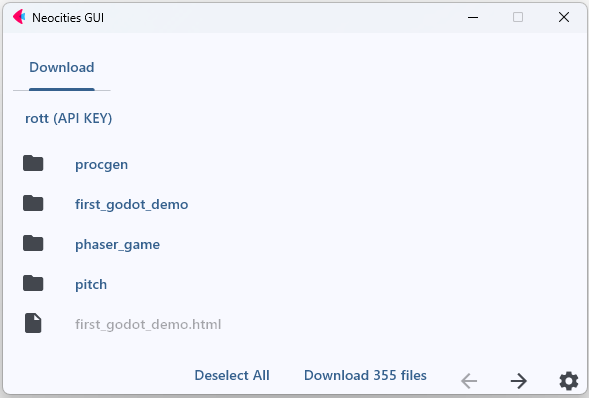 Neocities GUI
Download
rott (API KEY)
procgen
first_godot_demo
phaser_game
pitch
first_godot_demo.html
Deselect All Download 355 files